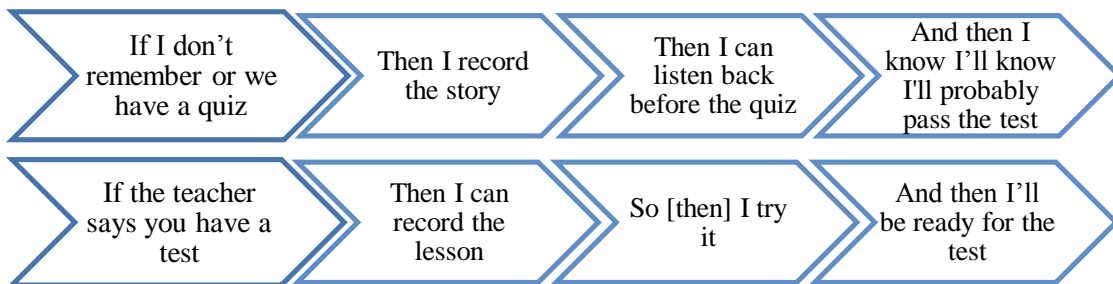 If I don't
remember or we
have a quiz
Then I record
the story
Then I can
listen back
before the quiz
And then I
know I’ll know
I'll probably
pass the test
If the teacher
says you have a
test
Then I can
record the
lesson
So [then] I try
it
And then I’ll
be ready for the
test